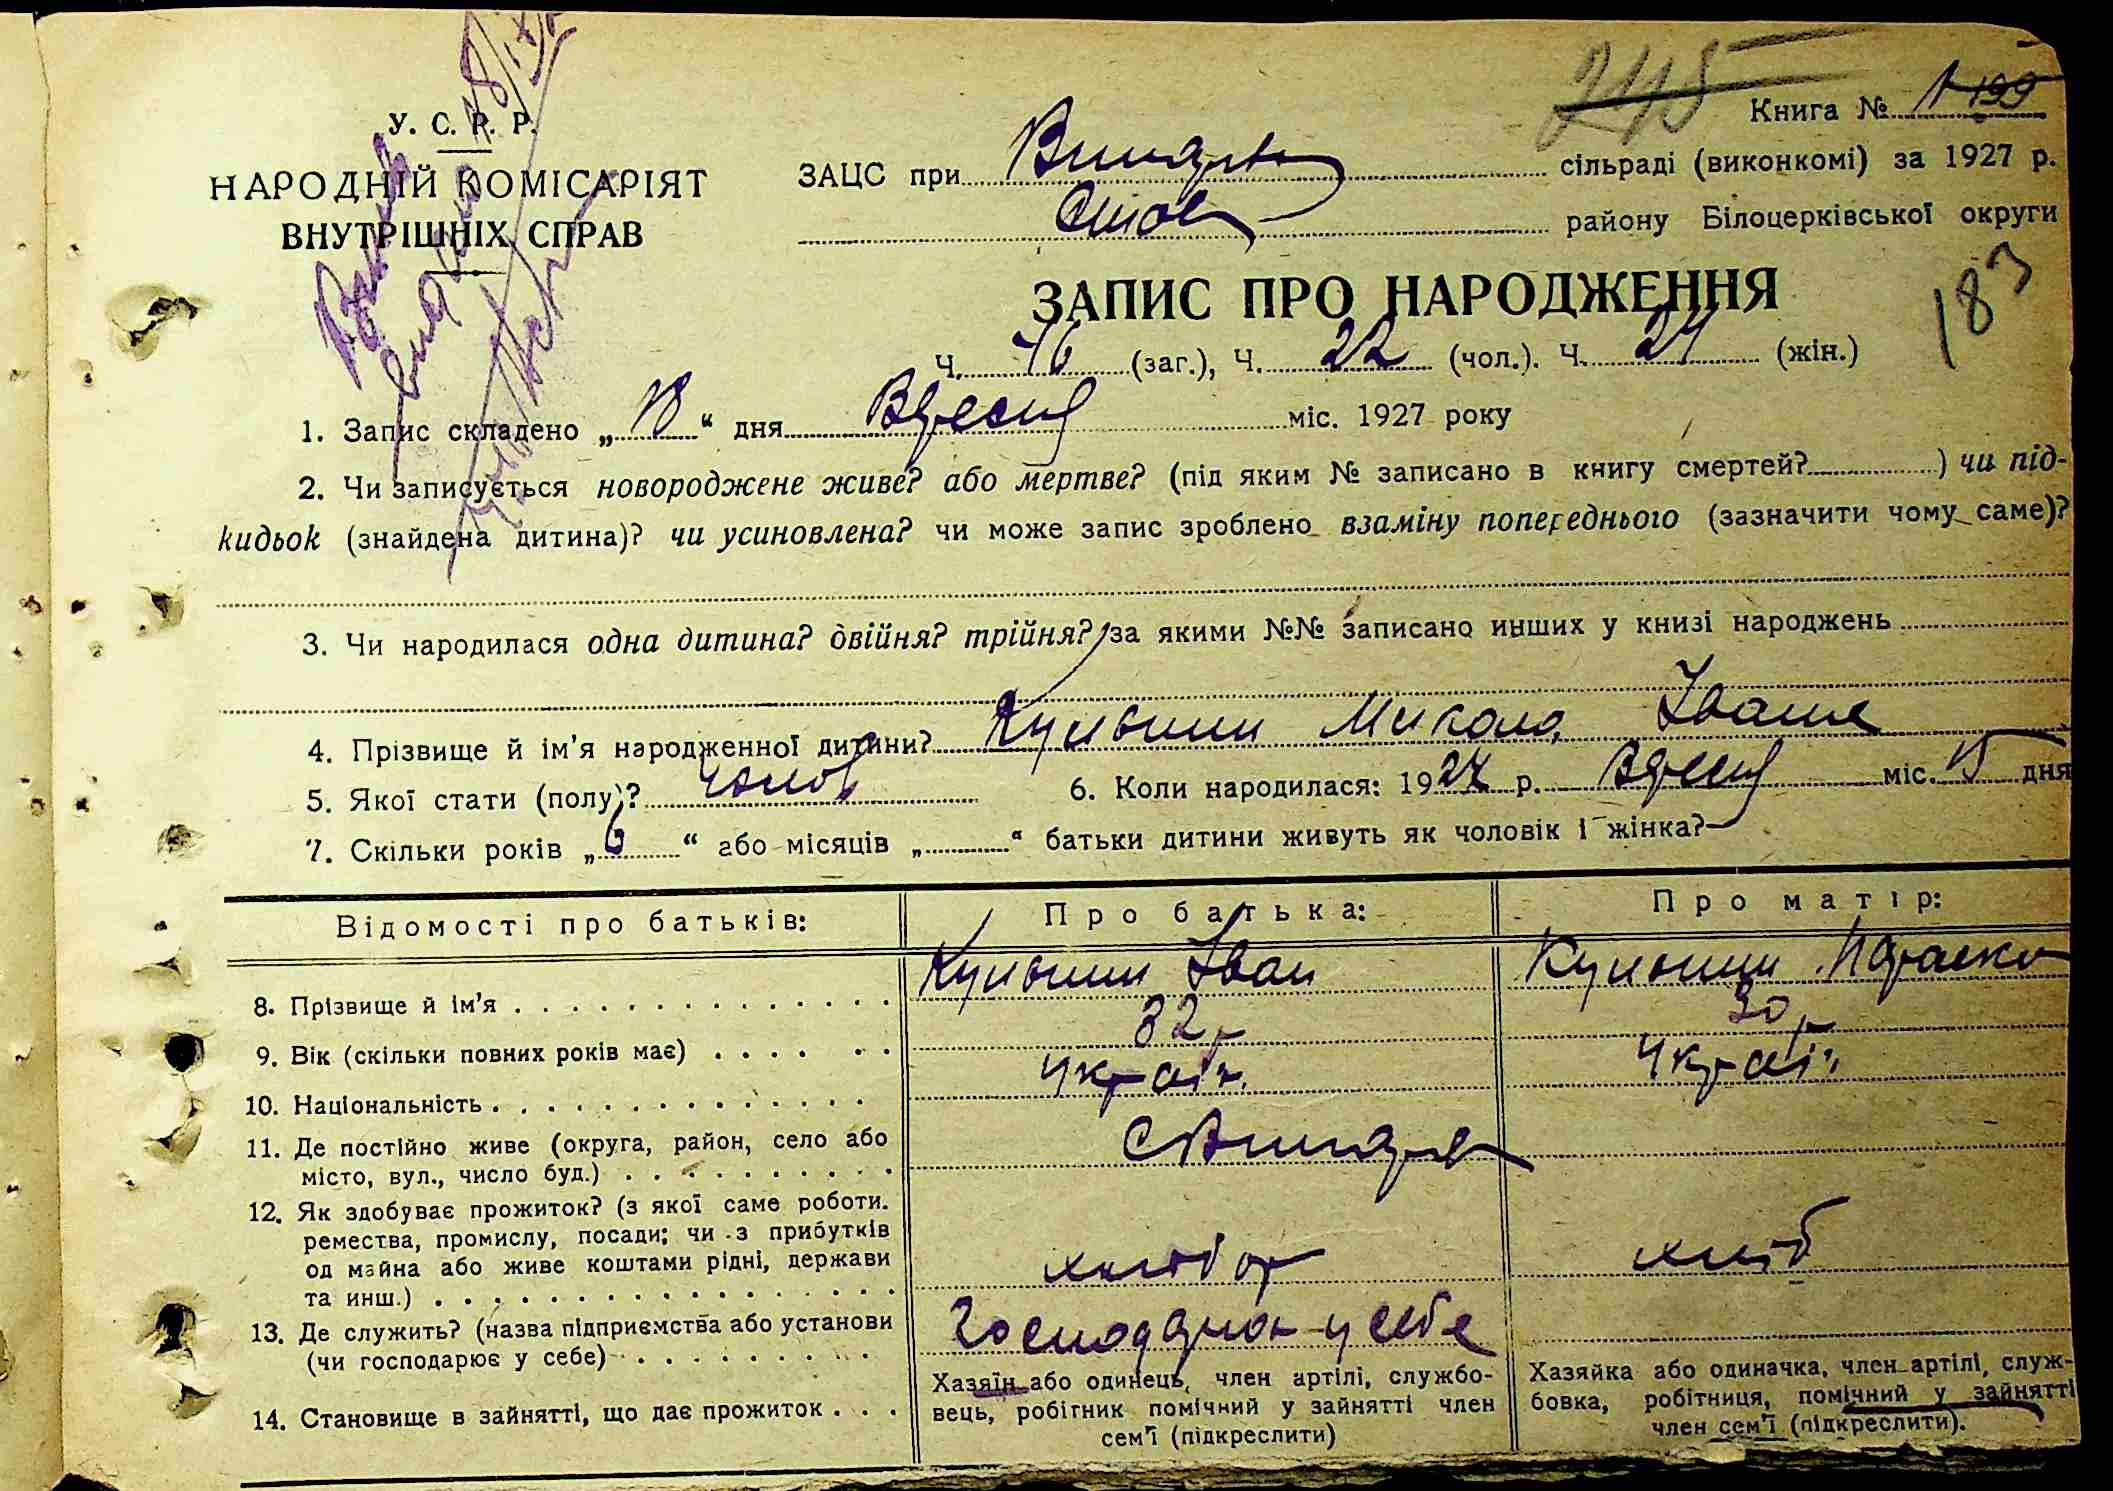 У. С. Р. Р.
НАРОДНІЙ КОМІСАРІЯТ
ВНУТРІШНІХ СПРАВ
245
Книга № 199
ЗАЦС при сільраді (виконкомі) за 1927 р.
району Білоцерківської округи
183
ЗАПИС ПРО НАРОДЖЕННЯ
Ч. 46 (заг.), Ч. 22 (чол.). Ч. 24 (жін.)
1. Запис складено „18“ дня Вересня міс. 1927 року
2. Чи записується новороджене живе? або мертве? (під яким № записано в книгу смертей? ) чи під-
кидьок (знайдена дитина)? чи усиновлена? чи може запис зроблено взаміну попереднього (зазначити чому саме)?
3. Чи народилася одна дитина? двійня? трійня? за якими №№ записано инших у книзі народжень
4. Прізвище й ім’я народженної дитини? Микола Іванов
5. Якої стати (полу)? чолов 6. Коли народилася: 1927 р. Вересня міс. 15 дня
7. Скільки років „6“ або місяців „ “ батьки дитини живуть як чоловік і жінка?
Відомості про батьків: Про батька: Про матір:
8. Прізвище й ім’я Іван Параска
9. Вік (скільки повних років має) 32 р 30 р
10. Національність Україн. Україн.
11. Де постійно живе (округа, район, село або
місто, вул., число буд.)
12. Як здобуває прожиток? (з якої саме роботи.
ремества, промислу, посади; чи з прибутків
од майна або живе коштами рідні, держави
та инш.) хлібор хліб
13. Де служить? (назва підприємства або установи
(чи господарює у себе) Господарює у себе
14. Становище в зайнятті, що дає прожиток
Хазяїн або одинець, член артілі, службо-
вець, робітник помічний у зайнятті член
сем’ї (підкреслити)
Хазяйка або одиначка, член артілі, служ-
бовка, робітниця, помічний у зайнятті
член сем’ї (підкреслити).